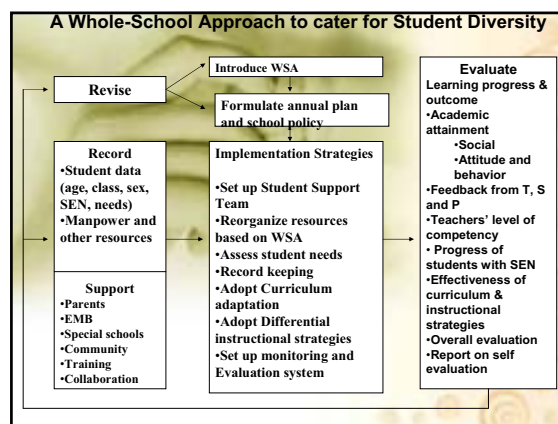 A Whole-School Approach to cater for Student Diversity
Introduce WSA
Revise
Formulate annual plan
and school policy
Record
•Student data
(age, class, sex,
SEN, needs)
•Manpower and
other resources
Support
•Parents
•EMB
•Special schools
•Community
•Training
•Collaboration
Implementation Strategies
•Set up Student Support
Team
•Reorganize resources
based on WSA
•Assess student needs
•Record keeping
•Adopt Curriculum
adaptation
•Adopt Differential
instructional strategies
•Set up monitoring and
Evaluation system
Evaluate
Learning progress &
outcome
•Academic
attainment
•Social
•Attitude and
behavior
•Feedback from T, S
and P
•Teachers' level of
competency
• Progress of
students with SEN
•Effectiveness of
curriculum &
instructional
strategies
•Overall evaluation
•Report on self
evaluation